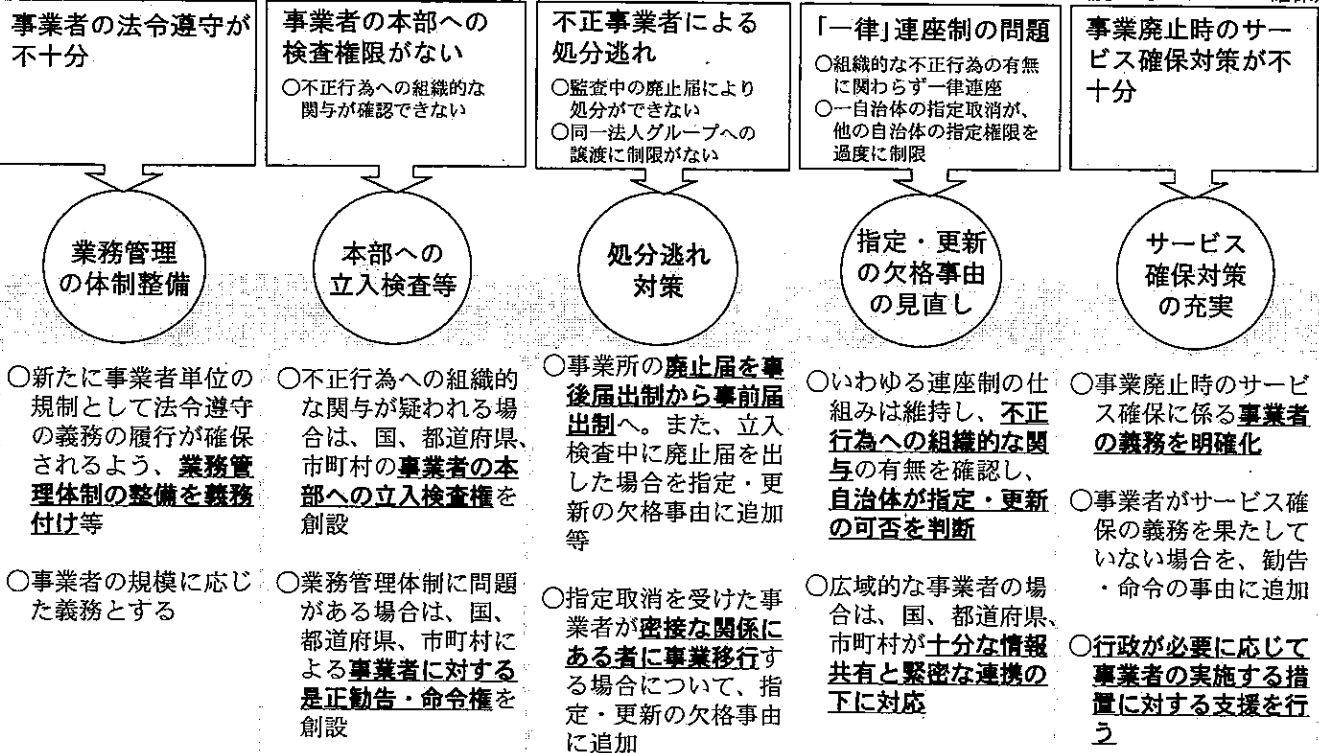 事業者の法令遵守が
不十分
事業者の本部への
検査権限がない
○不正行為への組織的な
関与が確認できない
不正事業者による
処分逃れ
○監査中の廃止届により
処分ができない
○同一法人グループへの
譲渡に制限がない
「一律」連座制の問題
○組織的な不正行為の有無
に関わらず一律連座
○一自治体の指定取消が、
他の自治体の指定権限を
過度に制限
事業廃止時のサー
ビス確保対策が不
十分
業務管理
の体制整備
本部への
立入検査等
処分逃れ
対策
指定・更新
の欠格事由
の見直し
サービス
確保対策
の充実
○新たに事業者単位の
規制として法令遵守
の義務の履行が確保
されるよう、業務管
理体制の整備を義務
付け等
○事業者の規模に応じ
た義務とする
○不正行為への組織的
な関与が疑われる場
合は、国、都道府県、
市町村の事業者の本
部への立入検査権を
創設
○業務管理体制に問題
がある場合は、国、
都道府県、市町村に
よる事業者に対する
是正勧告・命令権を
創設
○事業所の廃止届を事
後届出制から事前届
出制へ。また、立入
検査中に廃止届を出
した場合を指定・更
新の欠格事由に追加
等
○指定取消を受けた事
業者が密接な関係に
ある者に事業移行す
る場合について、指
定・更新の欠格事由
に追加
○いわゆる連座制の仕
組みは維持し、不正
行為への組織的な関
与の有無を確認し、
自治体が指定・更新
の可否を判断
○広域的な事業者の場
合は、国、都道府県、
市町村が十分な情報
共有と緊密な連携の
下に対応
○事業廃止時のサービ
ス確保に係る事業者
の義務を明確化
○事業者がサービス確
保の義務を果たして
いない場合を、勧告
・命令の事由に追加
○行政が必要に応じて
事業者の実施する措
置に対する支援を行
う